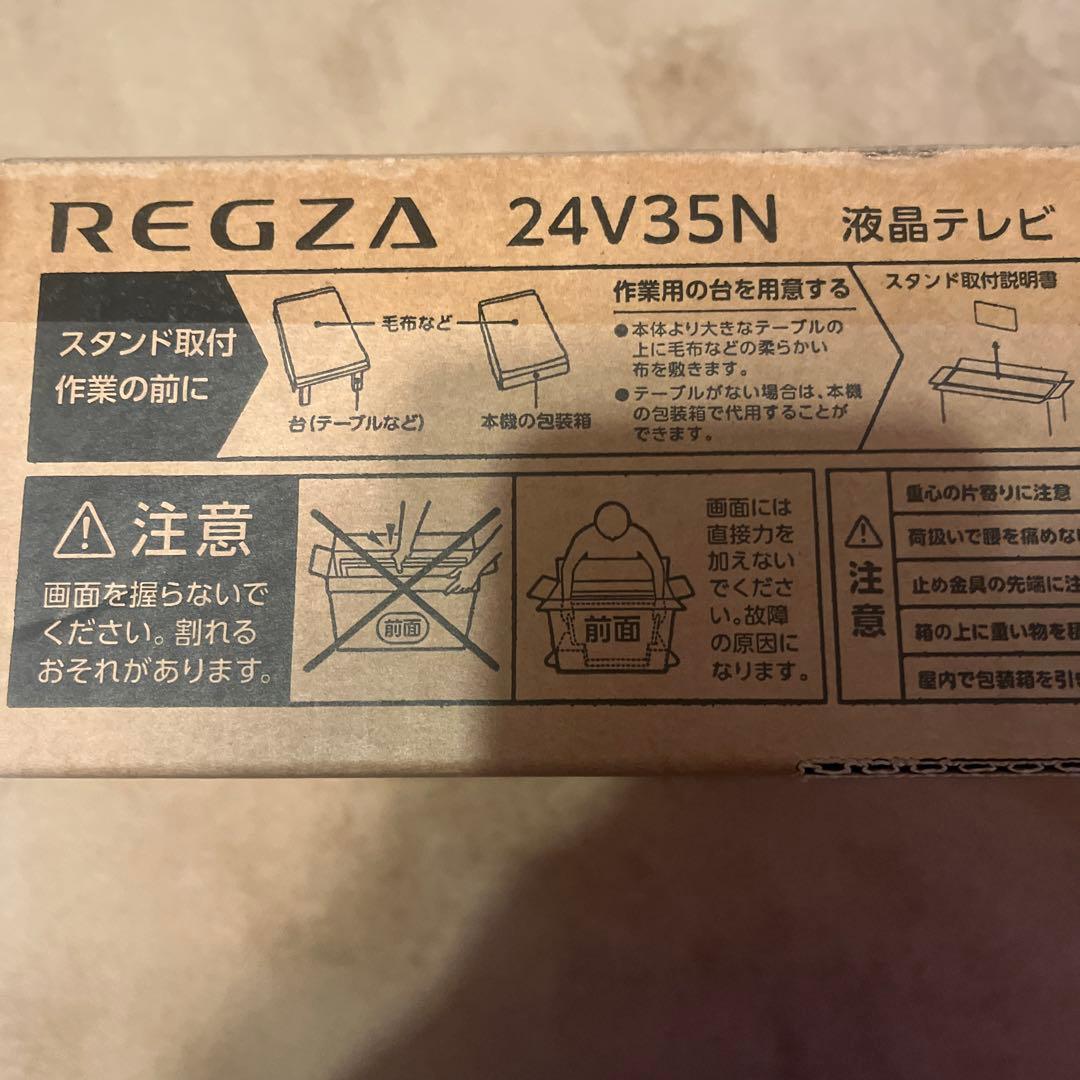 REGZA 24V35N 液晶テレビ
スタンド取付
作業の前に
毛布など
台(テーブルなど)
本機の包装箱
作業用の台を用意する
●本体より大きなテーブルの
上に毛布などの柔らかい
布を敷きます。
●テーブルがない場合は、本機
の包装箱で代用することが
できます。
スタンド取付説明書
注意
画面を握らないで
ください。割れる
おそれがあります。
前面
前面
画面には
直接力を
加えない
でくださ
い。故障
の原因に
なります。
注意
重心の片寄りに注意
荷扱いで腰を痛めな
止め金具の先端に注
箱の上に重い物を
屋内で包装箱を引